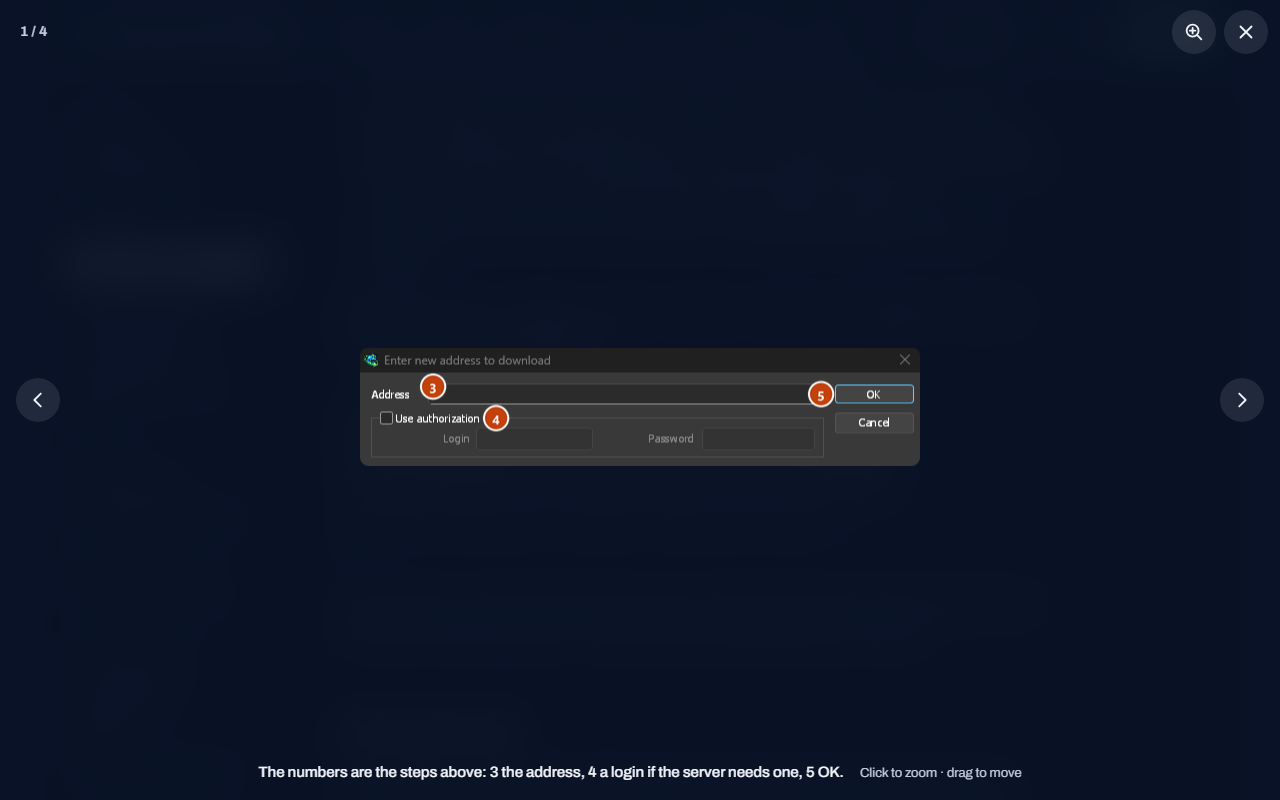 1 / 4
Enter new address to download
Address
3
5
OK
Use authorization
4
Cancel
Login
Password
The numbers are the steps above: 3 the address, 4 a login if the server needs one, 5 OK. Click to zoom · drag to move